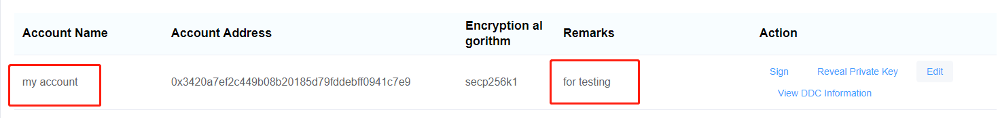 Account Name
Account Address
Encryption al
gorithm
Remarks
Action
my account
0x3420a7ef2c449b08b20185d79fddebff0941c7e9
secp256k1
for testing
Sign
Reveal Private Key
Edit
View DDC Information